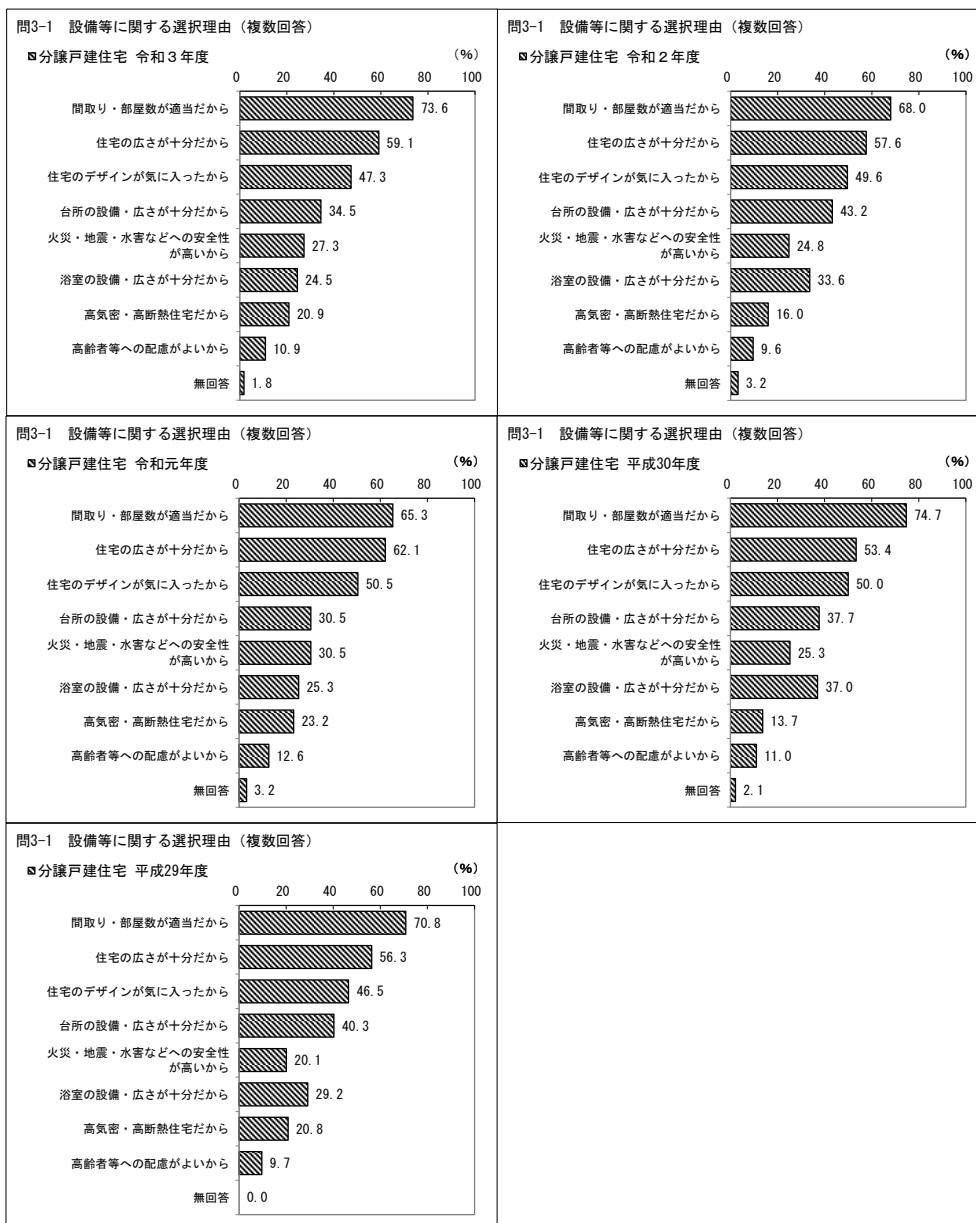 問3-1 設備等に関する選択理由（複数回答）
分譲戸建住宅 令和３年度
(%)
0 20 40 60 80 100
間取り・部屋数が適当だから 73.6
住宅の広さが十分だから 59.1
住宅のデザインが気に入ったから 47.3
台所の設備・広さが十分だから 34.5
火災・地震・水害などへの安全性
が高いから 27.3
浴室の設備・広さが十分だから 24.5
高気密・高断熱住宅だから 20.9
高齢者等への配慮がよいから 10.9
無回答 1.8
問3-1 設備等に関する選択理由（複数回答）
分譲戸建住宅 令和２年度
(%)
0 20 40 60 80 100
間取り・部屋数が適当だから 68.0
住宅の広さが十分だから 57.6
住宅のデザインが気に入ったから 49.6
台所の設備・広さが十分だから 43.2
火災・地震・水害などへの安全性
が高いから 24.8
浴室の設備・広さが十分だから 33.6
高気密・高断熱住宅だから 16.0
高齢者等への配慮がよいから 9.6
無回答 3.2
問3-1 設備等に関する選択理由（複数回答）
分譲戸建住宅 令和元年度
(%)
0 20 40 60 80 100
間取り・部屋数が適当だから 65.3
住宅の広さが十分だから 62.1
住宅のデザインが気に入ったから 50.5
台所の設備・広さが十分だから 30.5
火災・地震・水害などへの安全性
が高いから 30.5
浴室の設備・広さが十分だから 25.3
高気密・高断熱住宅だから 23.2
高齢者等への配慮がよいから 12.6
無回答 3.2
問3-1 設備等に関する選択理由（複数回答）
分譲戸建住宅 平成30年度
(%)
0 20 40 60 80 100
間取り・部屋数が適当だから 74.7
住宅の広さが十分だから 53.4
住宅のデザインが気に入ったから 50.0
台所の設備・広さが十分だから 37.7
火災・地震・水害などへの安全性
が高いから 25.3
浴室の設備・広さが十分だから 37.0
高気密・高断熱住宅だから 13.7
高齢者等への配慮がよいから 11.0
無回答 2.1
問3-1 設備等に関する選択理由（複数回答）
分譲戸建住宅 平成29年度
(%)
0 20 40 60 80 100
間取り・部屋数が適当だから 70.8
住宅の広さが十分だから 56.3
住宅のデザインが気に入ったから 46.5
台所の設備・広さが十分だから 40.3
火災・地震・水害などへの安全性
が高いから 20.1
浴室の設備・広さが十分だから 29.2
高気密・高断熱住宅だから 20.8
高齢者等への配慮がよいから 9.7
無回答 0.0